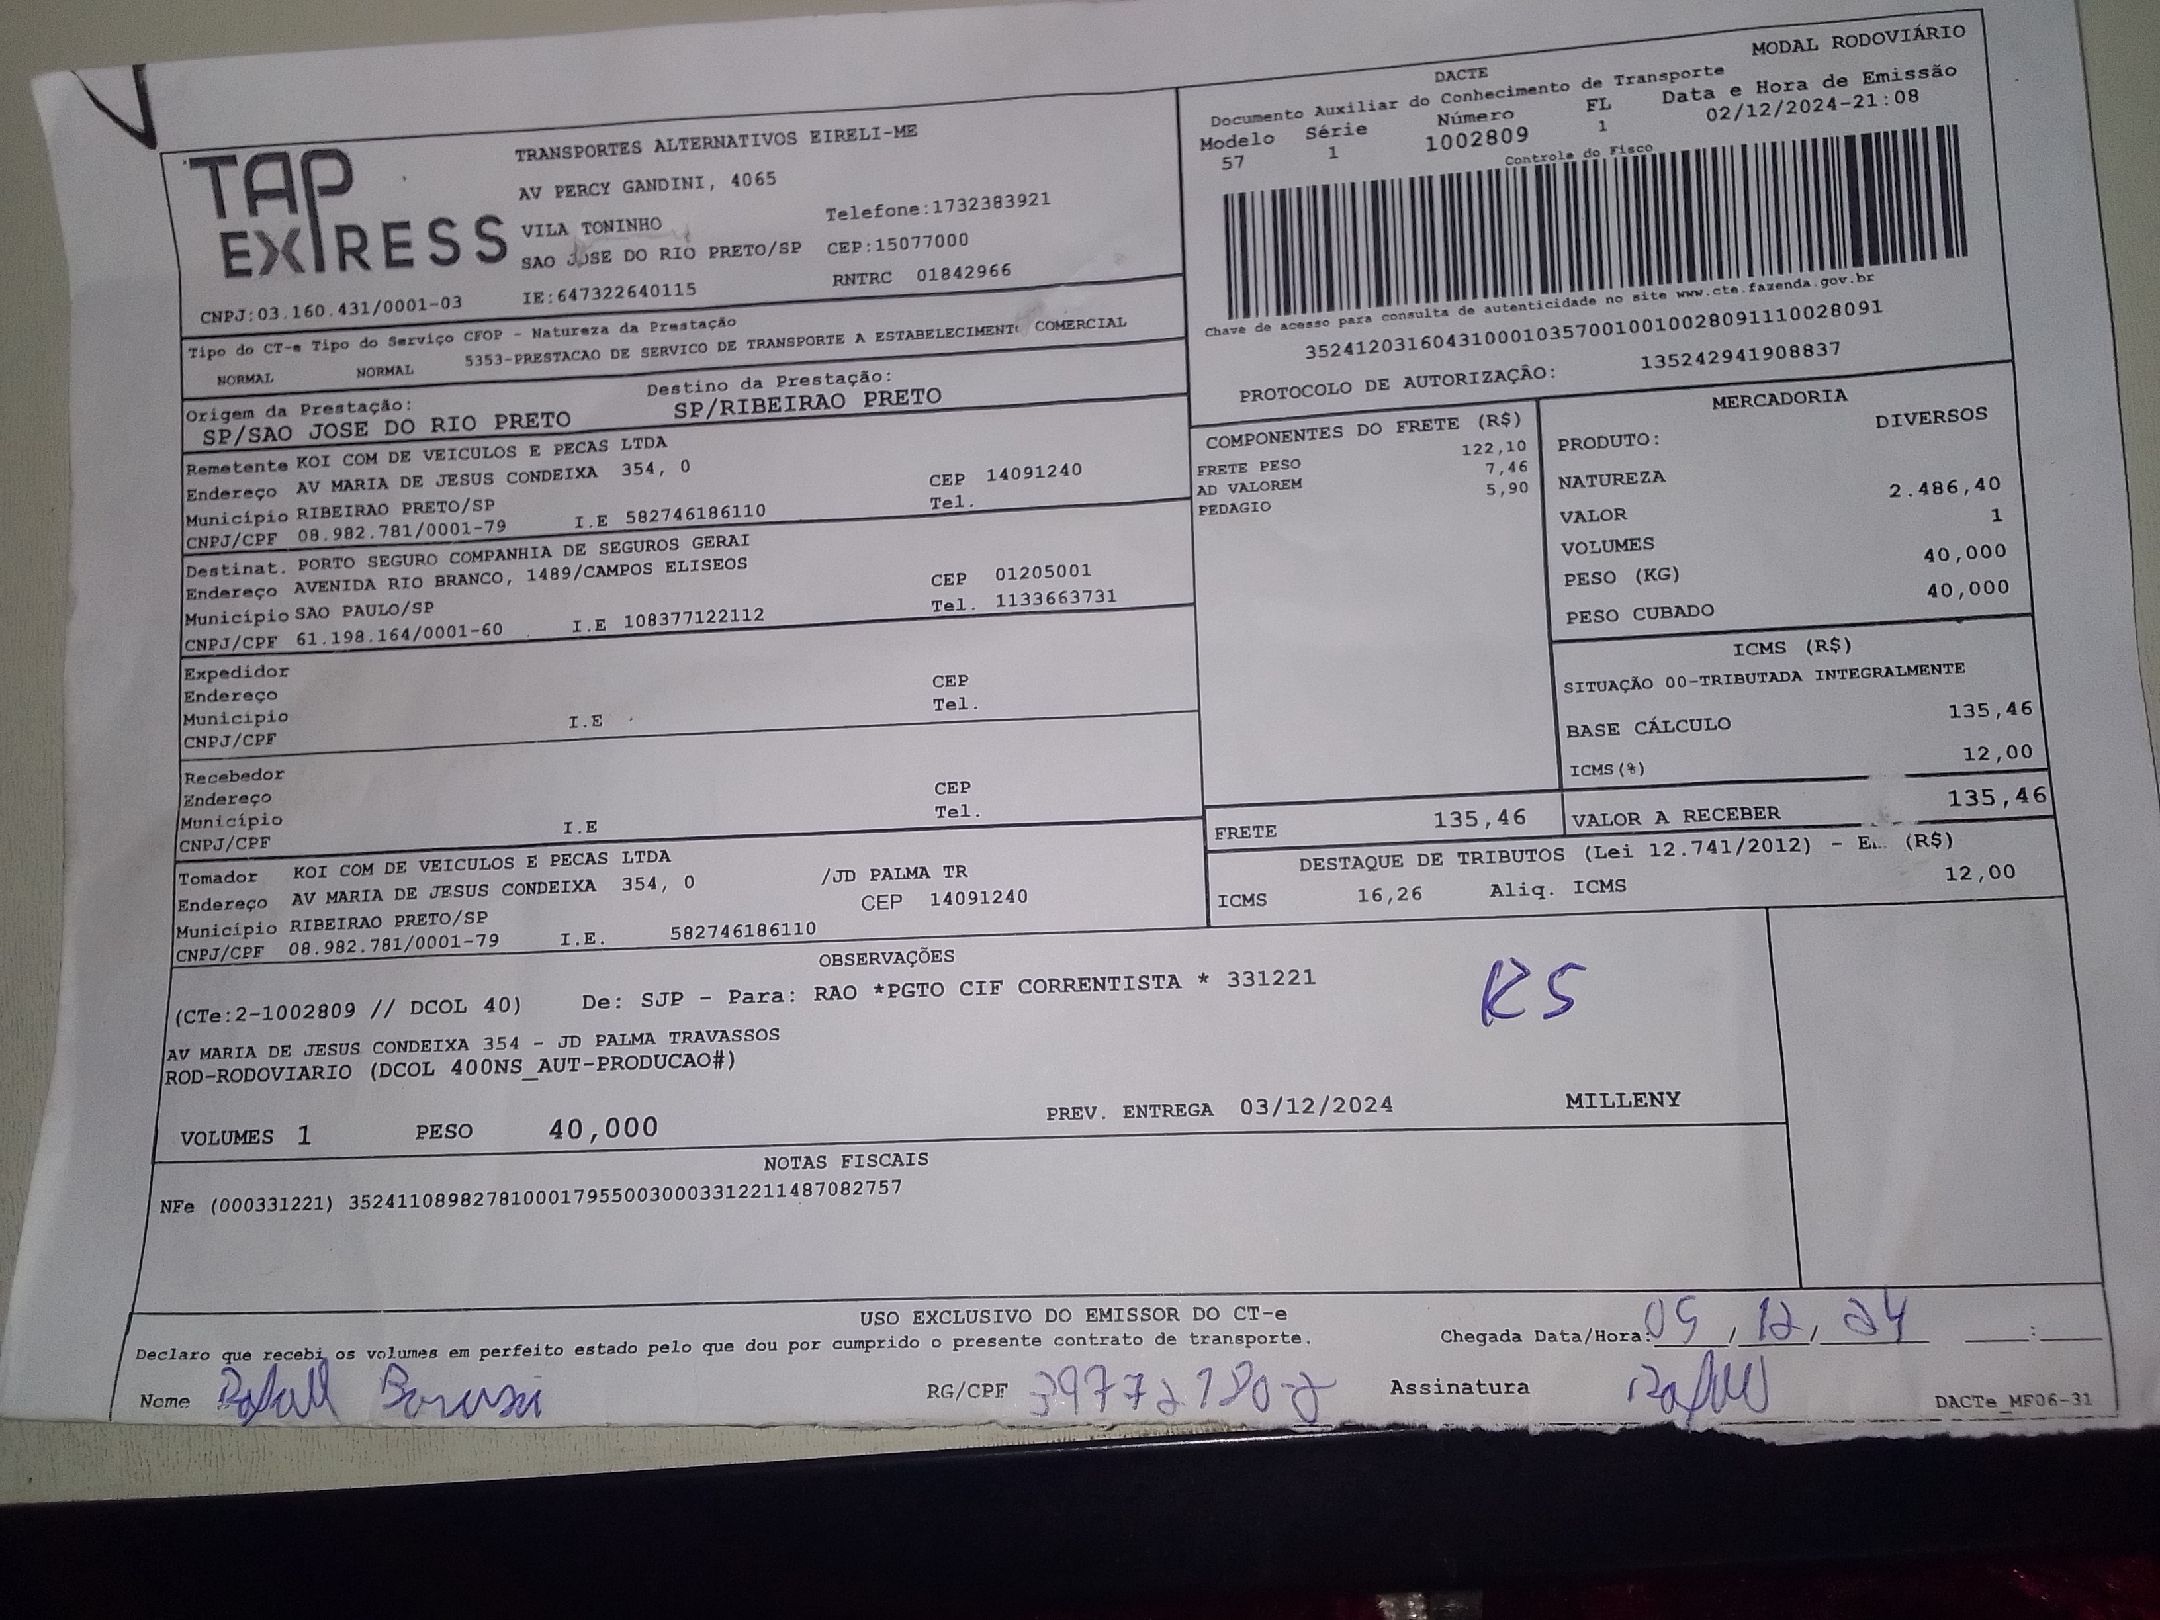 TAP
EXPRESS
TRANSPORTES ALTERNATIVOS EIRELI-ME
AV PERCY GANDINI, 4065
VILA TONINHO Telefone:1732383921
SAO JOSE DO RIO PRETO/SP CEP:15077000
CNPJ:03.160.431/0001-03 IE:647322640115 RNTRC 01842966
DACTE MODAL RODOVIÁRIO
Documento Auxiliar do Conhecimento de Transporte
Modelo Série Número FL Data e Hora de Emissão
57 1 1002809 1 02/12/2024-21:08
Controle do Fisco
Chave de acesso para consulta de autenticidade no site www.cte.fazenda.gov.br
35241203160431000103570010010028091110028091
PROTOCOLO DE AUTORIZAÇÃO: 135242941908837
Tipo do CT-e Tipo do Serviço CFOP - Natureza da Prestação
NORMAL NORMAL 5353-PRESTACAO DE SERVICO DE TRANSPORTE A ESTABELECIMENTO COMERCIAL
Origem da Prestação: Destino da Prestação:
SP/SAO JOSE DO RIO PRETO SP/RIBEIRAO PRETO
Remetente KOI COM DE VEICULOS E PECAS LTDA
Endereço AV MARIA DE JESUS CONDEIXA 354, 0 CEP 14091240
Município RIBEIRAO PRETO/SP Tel.
CNPJ/CPF 08.982.781/0001-79 I.E 582746186110
Destinat. PORTO SEGURO COMPANHIA DE SEGUROS GERAI
Endereço AVENIDA RIO BRANCO, 1489/CAMPOS ELISEOS CEP 01205001
Município SAO PAULO/SP Tel. 1133663731
CNPJ/CPF 61.198.164/0001-60 I.E 108377122112
Expedidor
Endereço CEP
Município Tel.
CNPJ/CPF I.E
Recebedor
Endereço CEP
Município Tel.
CNPJ/CPF I.E
Tomador KOI COM DE VEICULOS E PECAS LTDA
Endereço AV MARIA DE JESUS CONDEIXA 354, 0 /JD PALMA TR
Município RIBEIRAO PRETO/SP CEP 14091240
CNPJ/CPF 08.982.781/0001-79 I.E. 582746186110
COMPONENTES DO FRETE (R$)
FRETE PESO 122,10
AD VALOREM 7,46
PEDAGIO 5,90
MERCADORIA
PRODUTO: DIVERSOS
NATUREZA
VALOR 2.486,40
VOLUMES 1
PESO (KG) 40,000
PESO CUBADO 40,000
ICMS (R$)
SITUAÇÃO 00-TRIBUTADA INTEGRALMENTE
BASE CÁLCULO 135,46
ICMS(%) 12,00
FRETE 135,46 VALOR A RECEBER 135,46
DESTAQUE DE TRIBUTOS (Lei 12.741/2012) - (R$)
ICMS 16,26 Aliq. ICMS 12,00
OBSERVAÇÕES
(CTe:2-1002809 // DCOL 40) De: SJP - Para: RAO *PGTO CIF CORRENTISTA * 331221
AV MARIA DE JESUS CONDEIXA 354 - JD PALMA TRAVASSOS
ROD-RODOVIARIO (DCOL 400NS_AUT-PRODUCAO#)
VOLUMES 1 PESO 40,000 PREV. ENTREGA 03/12/2024 MILLENY
NOTAS FISCAIS
NFe (000331221) 35241108982781000179550030003312211487082757
USO EXCLUSIVO DO EMISSOR DO CT-e
Declaro que recebi os volumes em perfeito estado pelo que dou por cumprido o presente contrato de transporte. Chegada Data/Hora: / 12 / 24 :
Nome RG/CPF Assinatura DACTe_MF06-31